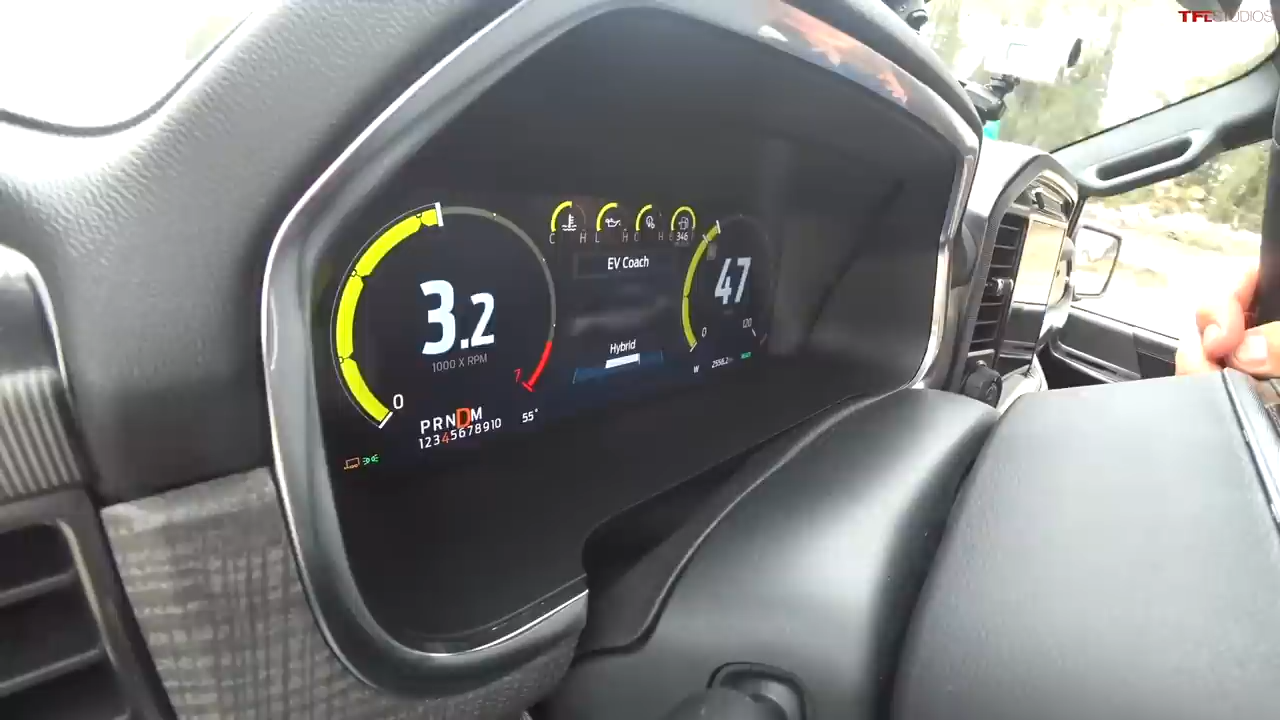 TFLSTUDIOS
C H L H C H 346
EV Coach
3.2
1000 X RPM
0
7
47
0
120
Hybrid
PRNDM
12345678910
55°
W